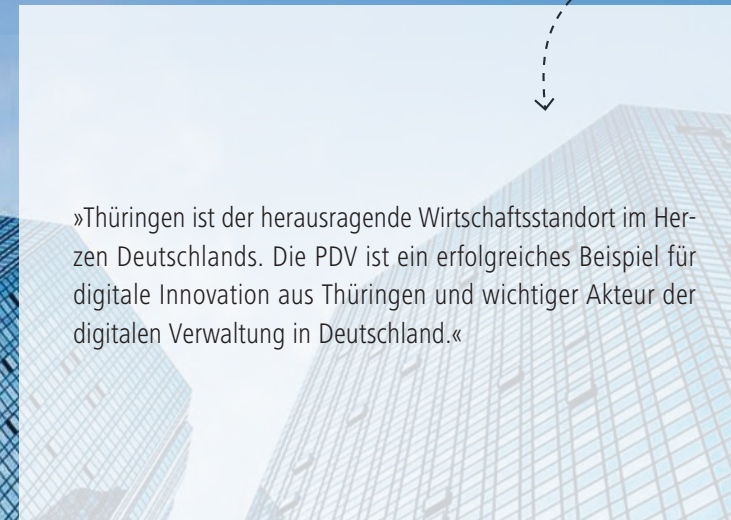 »Thüringen ist der herausragende Wirtschaftsstandort im Her-
zen Deutschlands. Die PDV ist ein erfolgreiches Beispiel für
digitale Innovation aus Thüringen und wichtiger Akteur der
digitalen Verwaltung in Deutschland.«